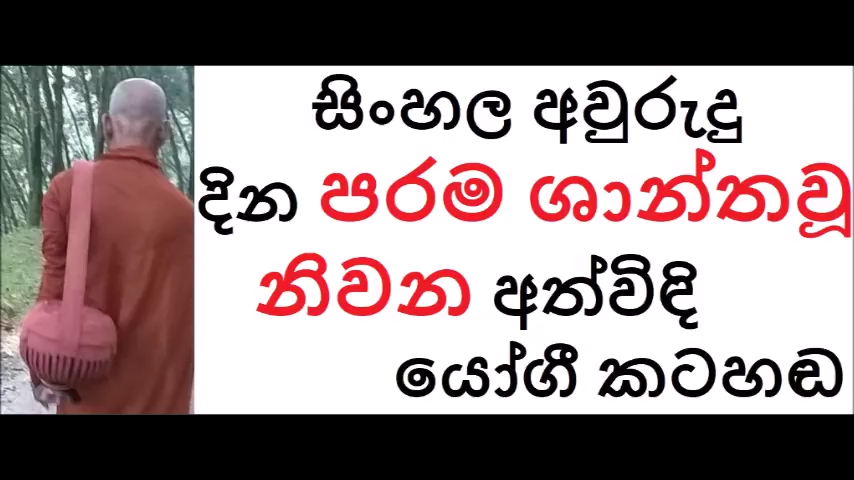 සිංහල අවුරුදු
දින පරම ශාන්තවූ
නිවන අත්විඳි
යෝගී කටහඬ